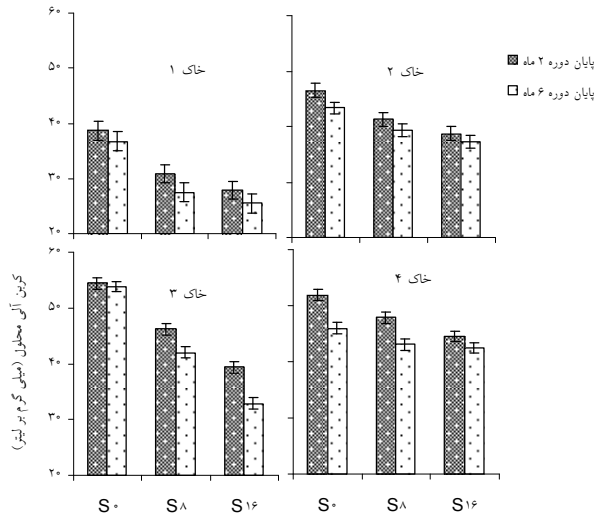 ۶۰
۵۰
۴۰
۳۰
۲۰
خاک ۱
خاک ۲
پایان دوره ۲ ماه
پایان دوره ۶ ماه
۶۰
۵۰
۴۰
۳۰
۲۰
خاک ۳
خاک ۴
کربن آلی محلول (میلی گرم بر لیتر)
S۰ S۸ S۱۶ S۰ S۸ S۱۶